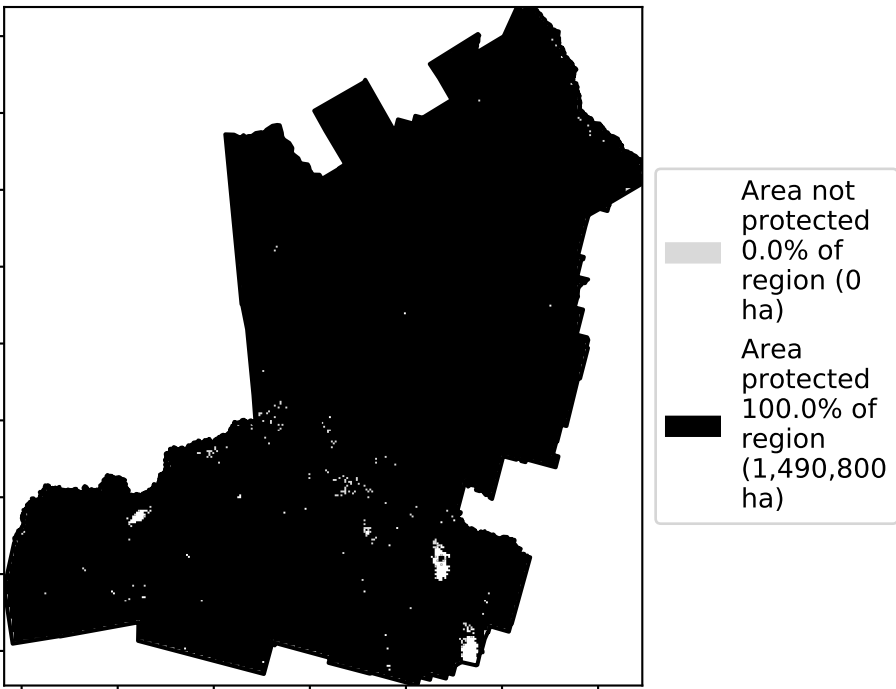 Area not
protected
0.0% of
region (0
ha)
Area
protected
100.0% of
region
(1,490,800
ha)